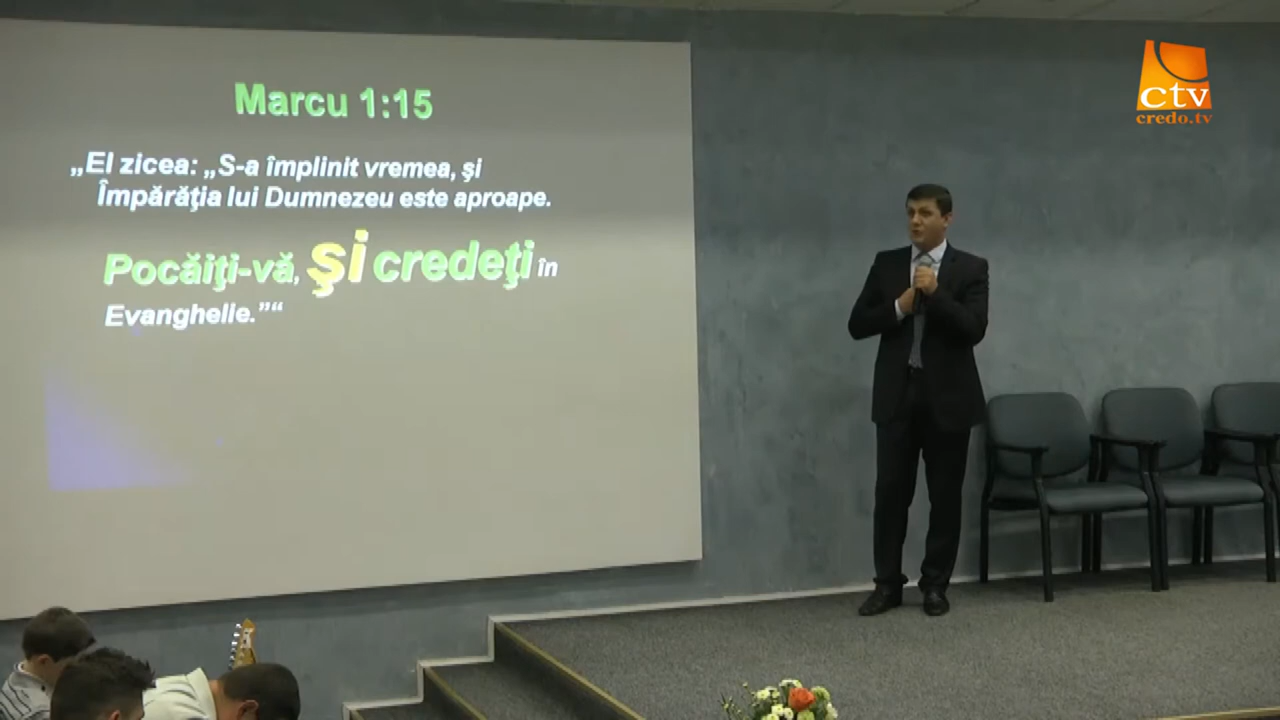 Marcu 1:15
„El zicea: „S-a împlinit vremea, şi
Împărăţia lui Dumnezeu este aproape.
Pocăiţi-vă, şi credeţi în
Evanghelie.”“
ctv
credo.tv